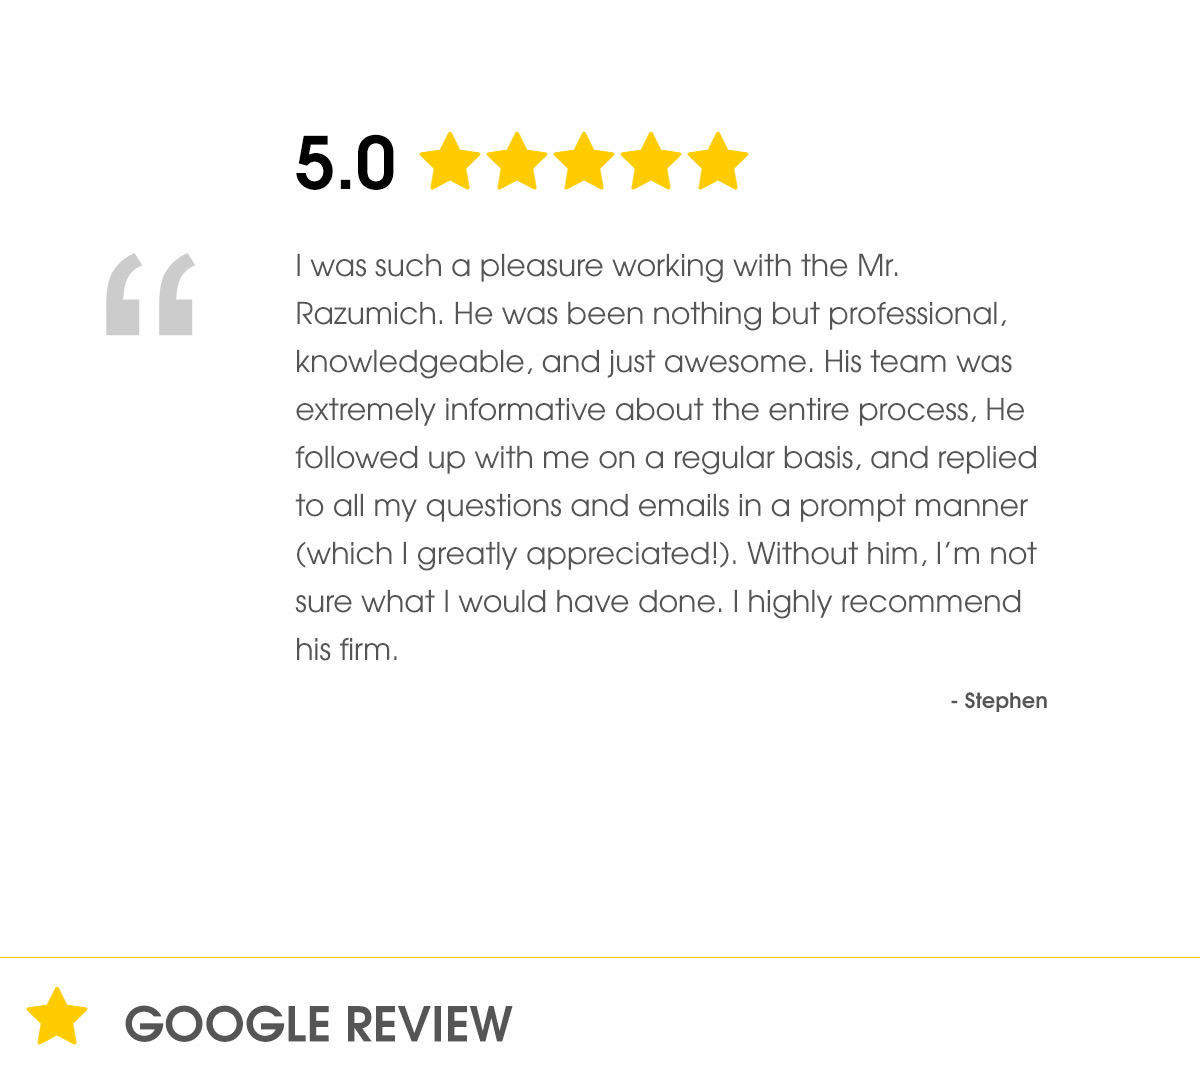 5.0
“
I was such a pleasure working with the Mr.
Razumich. He was been nothing but professional,
knowledgeable, and just awesome. His team was
extremely informative about the entire process, He
followed up with me on a regular basis, and replied
to all my questions and emails in a prompt manner
(which I greatly appreciated!). Without him, I’m not
sure what I would have done. I highly recommend
his firm.
- Stephen
GOOGLE REVIEW